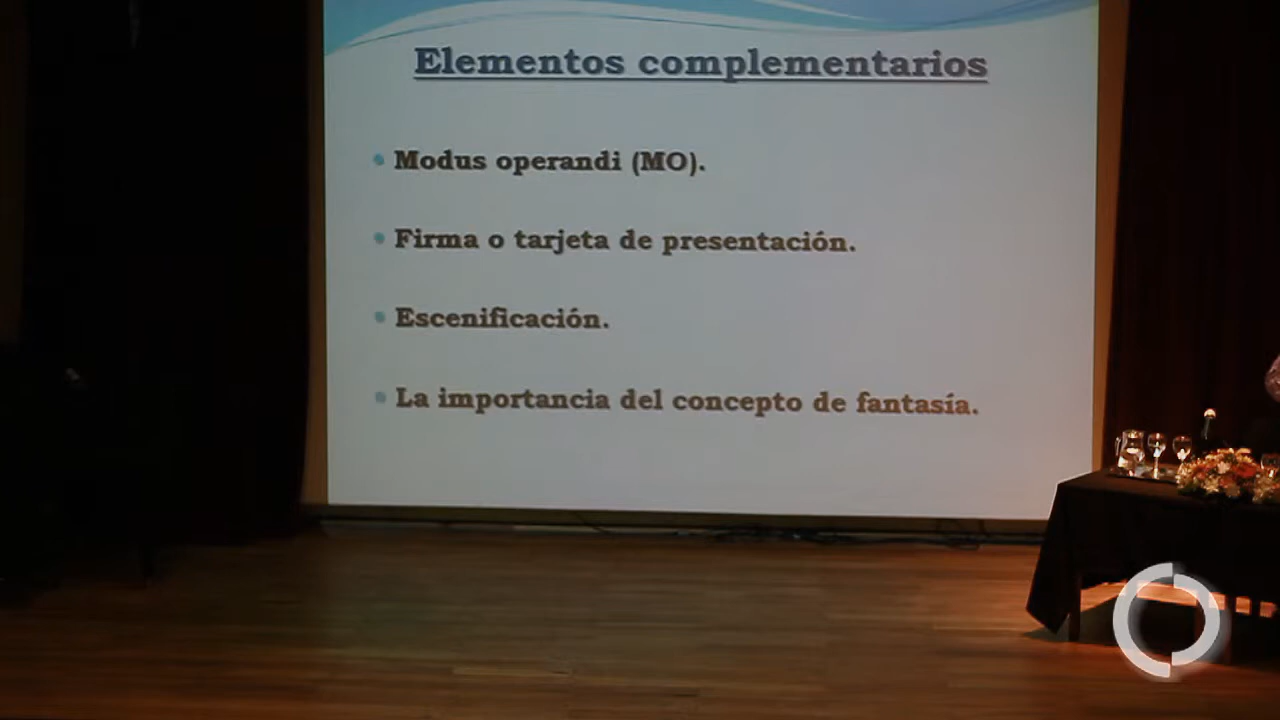 Elementos complementarios
Modus operandi (MO).
Firma o tarjeta de presentación.
Escenificación.
La importancia del concepto de fantasía.